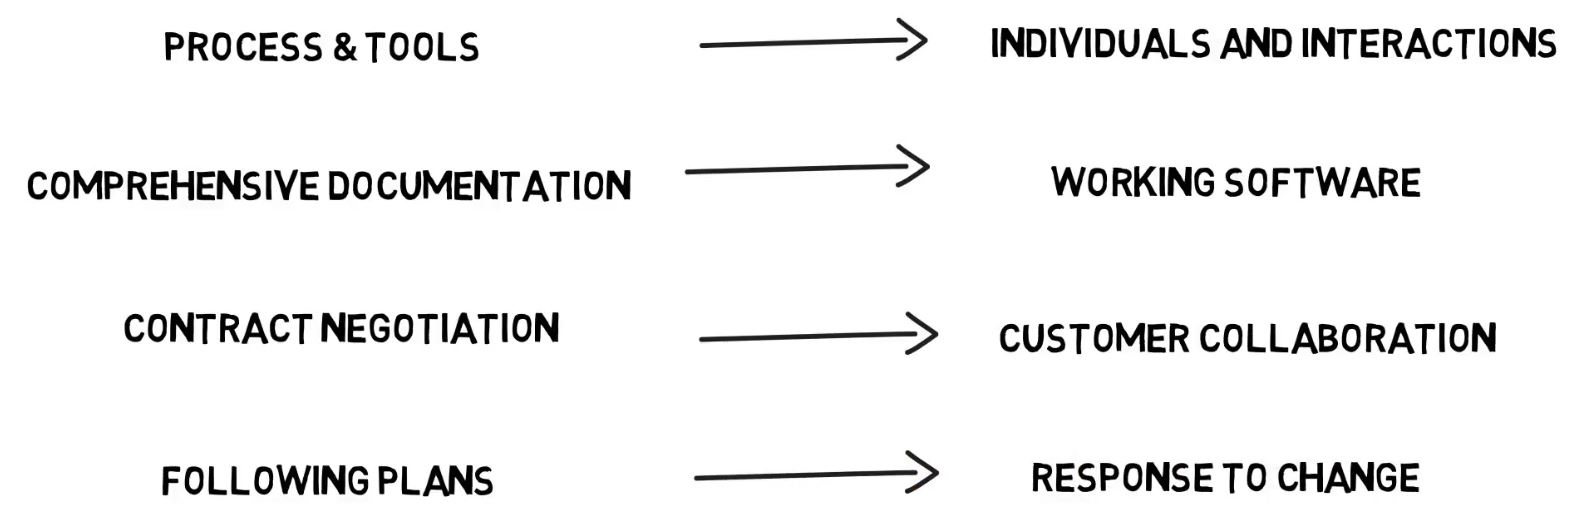 PROCESS & TOOLS
INDIVIDUALS AND INTERACTIONS
COMPREHENSIVE DOCUMENTATION
WORKING SOFTWARE
CONTRACT NEGOTIATION
CUSTOMER COLLABORATION
FOLLOWING PLANS
RESPONSE TO CHANGE